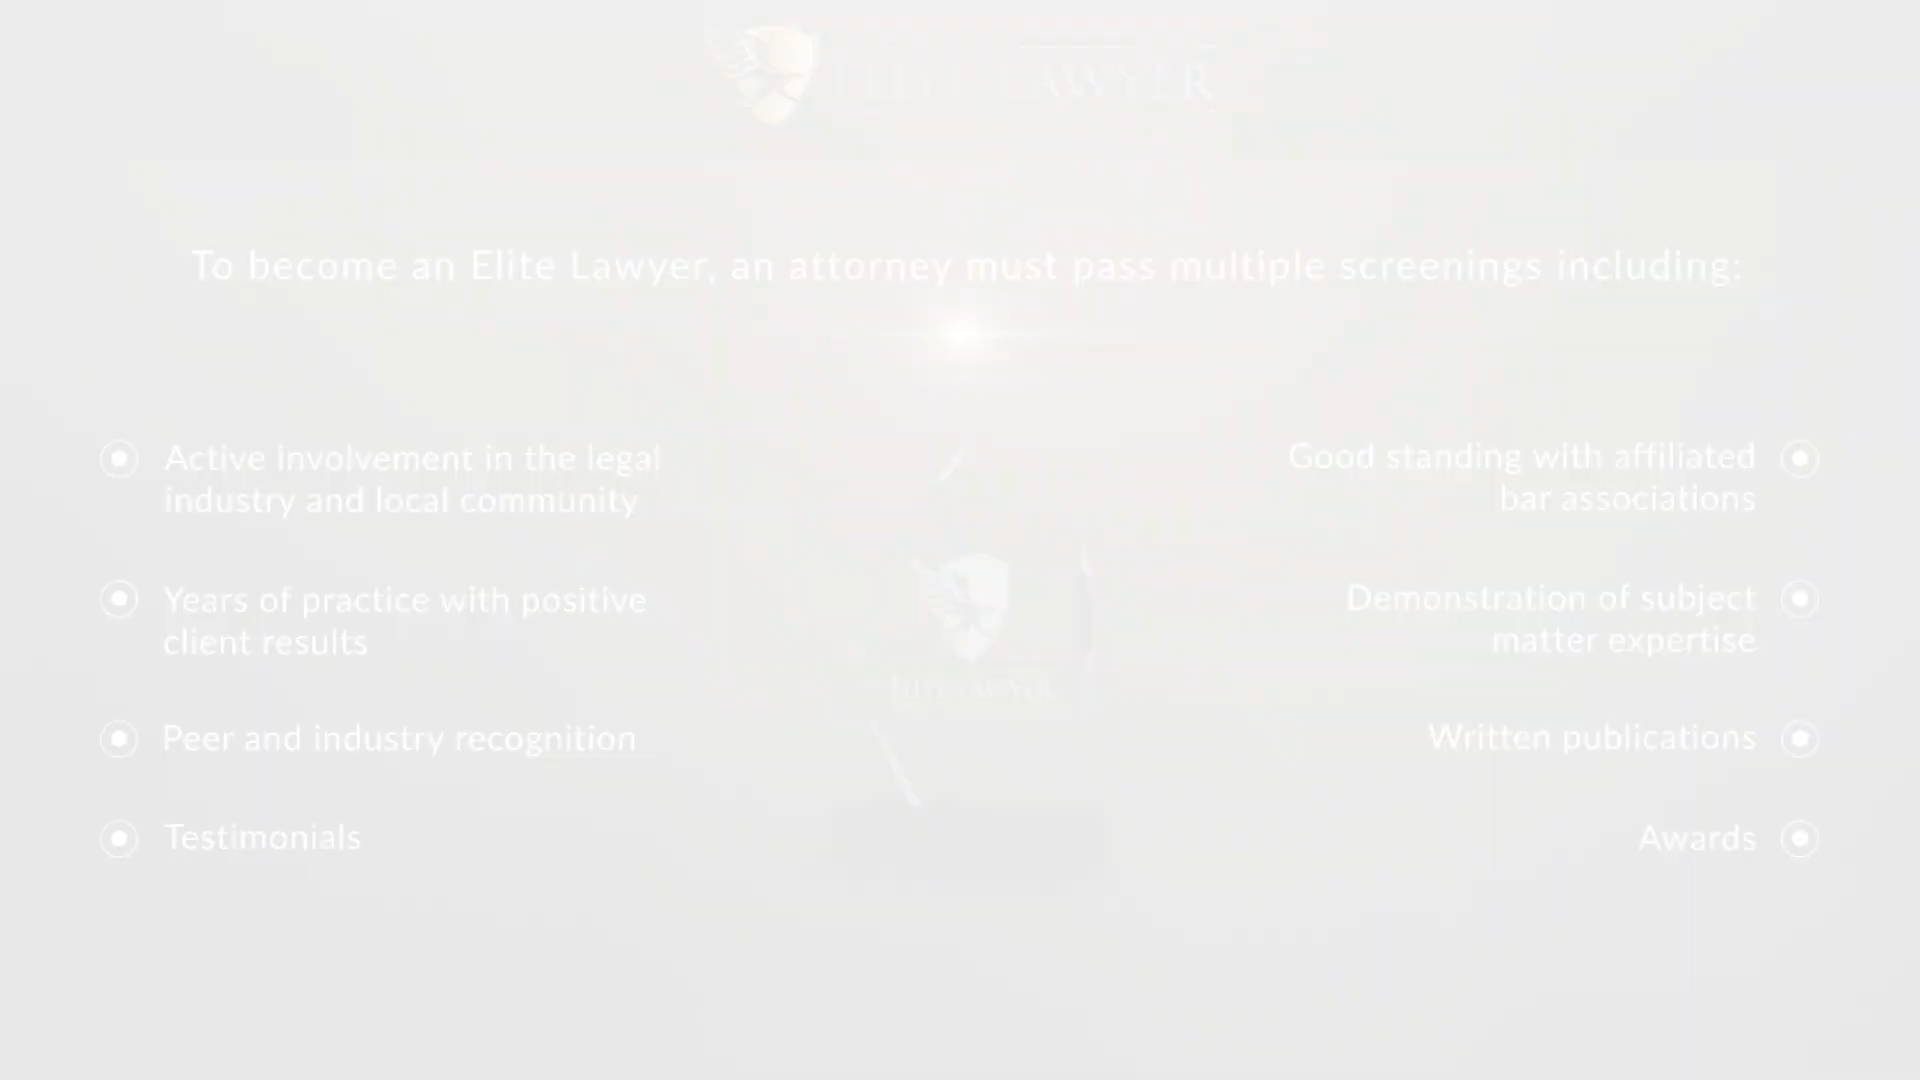 ELITE LAWYER
To become an Elite Lawyer, an attorney must pass multiple screenings including:
Active involvement in the legal
industry and local community
Years of practice with positive
client results
Peer and industry recognition
Testimonials
Good standing with affiliated
bar associations
Demonstration of subject
matter expertise
Written publications
Awards
ELITE LAWYER